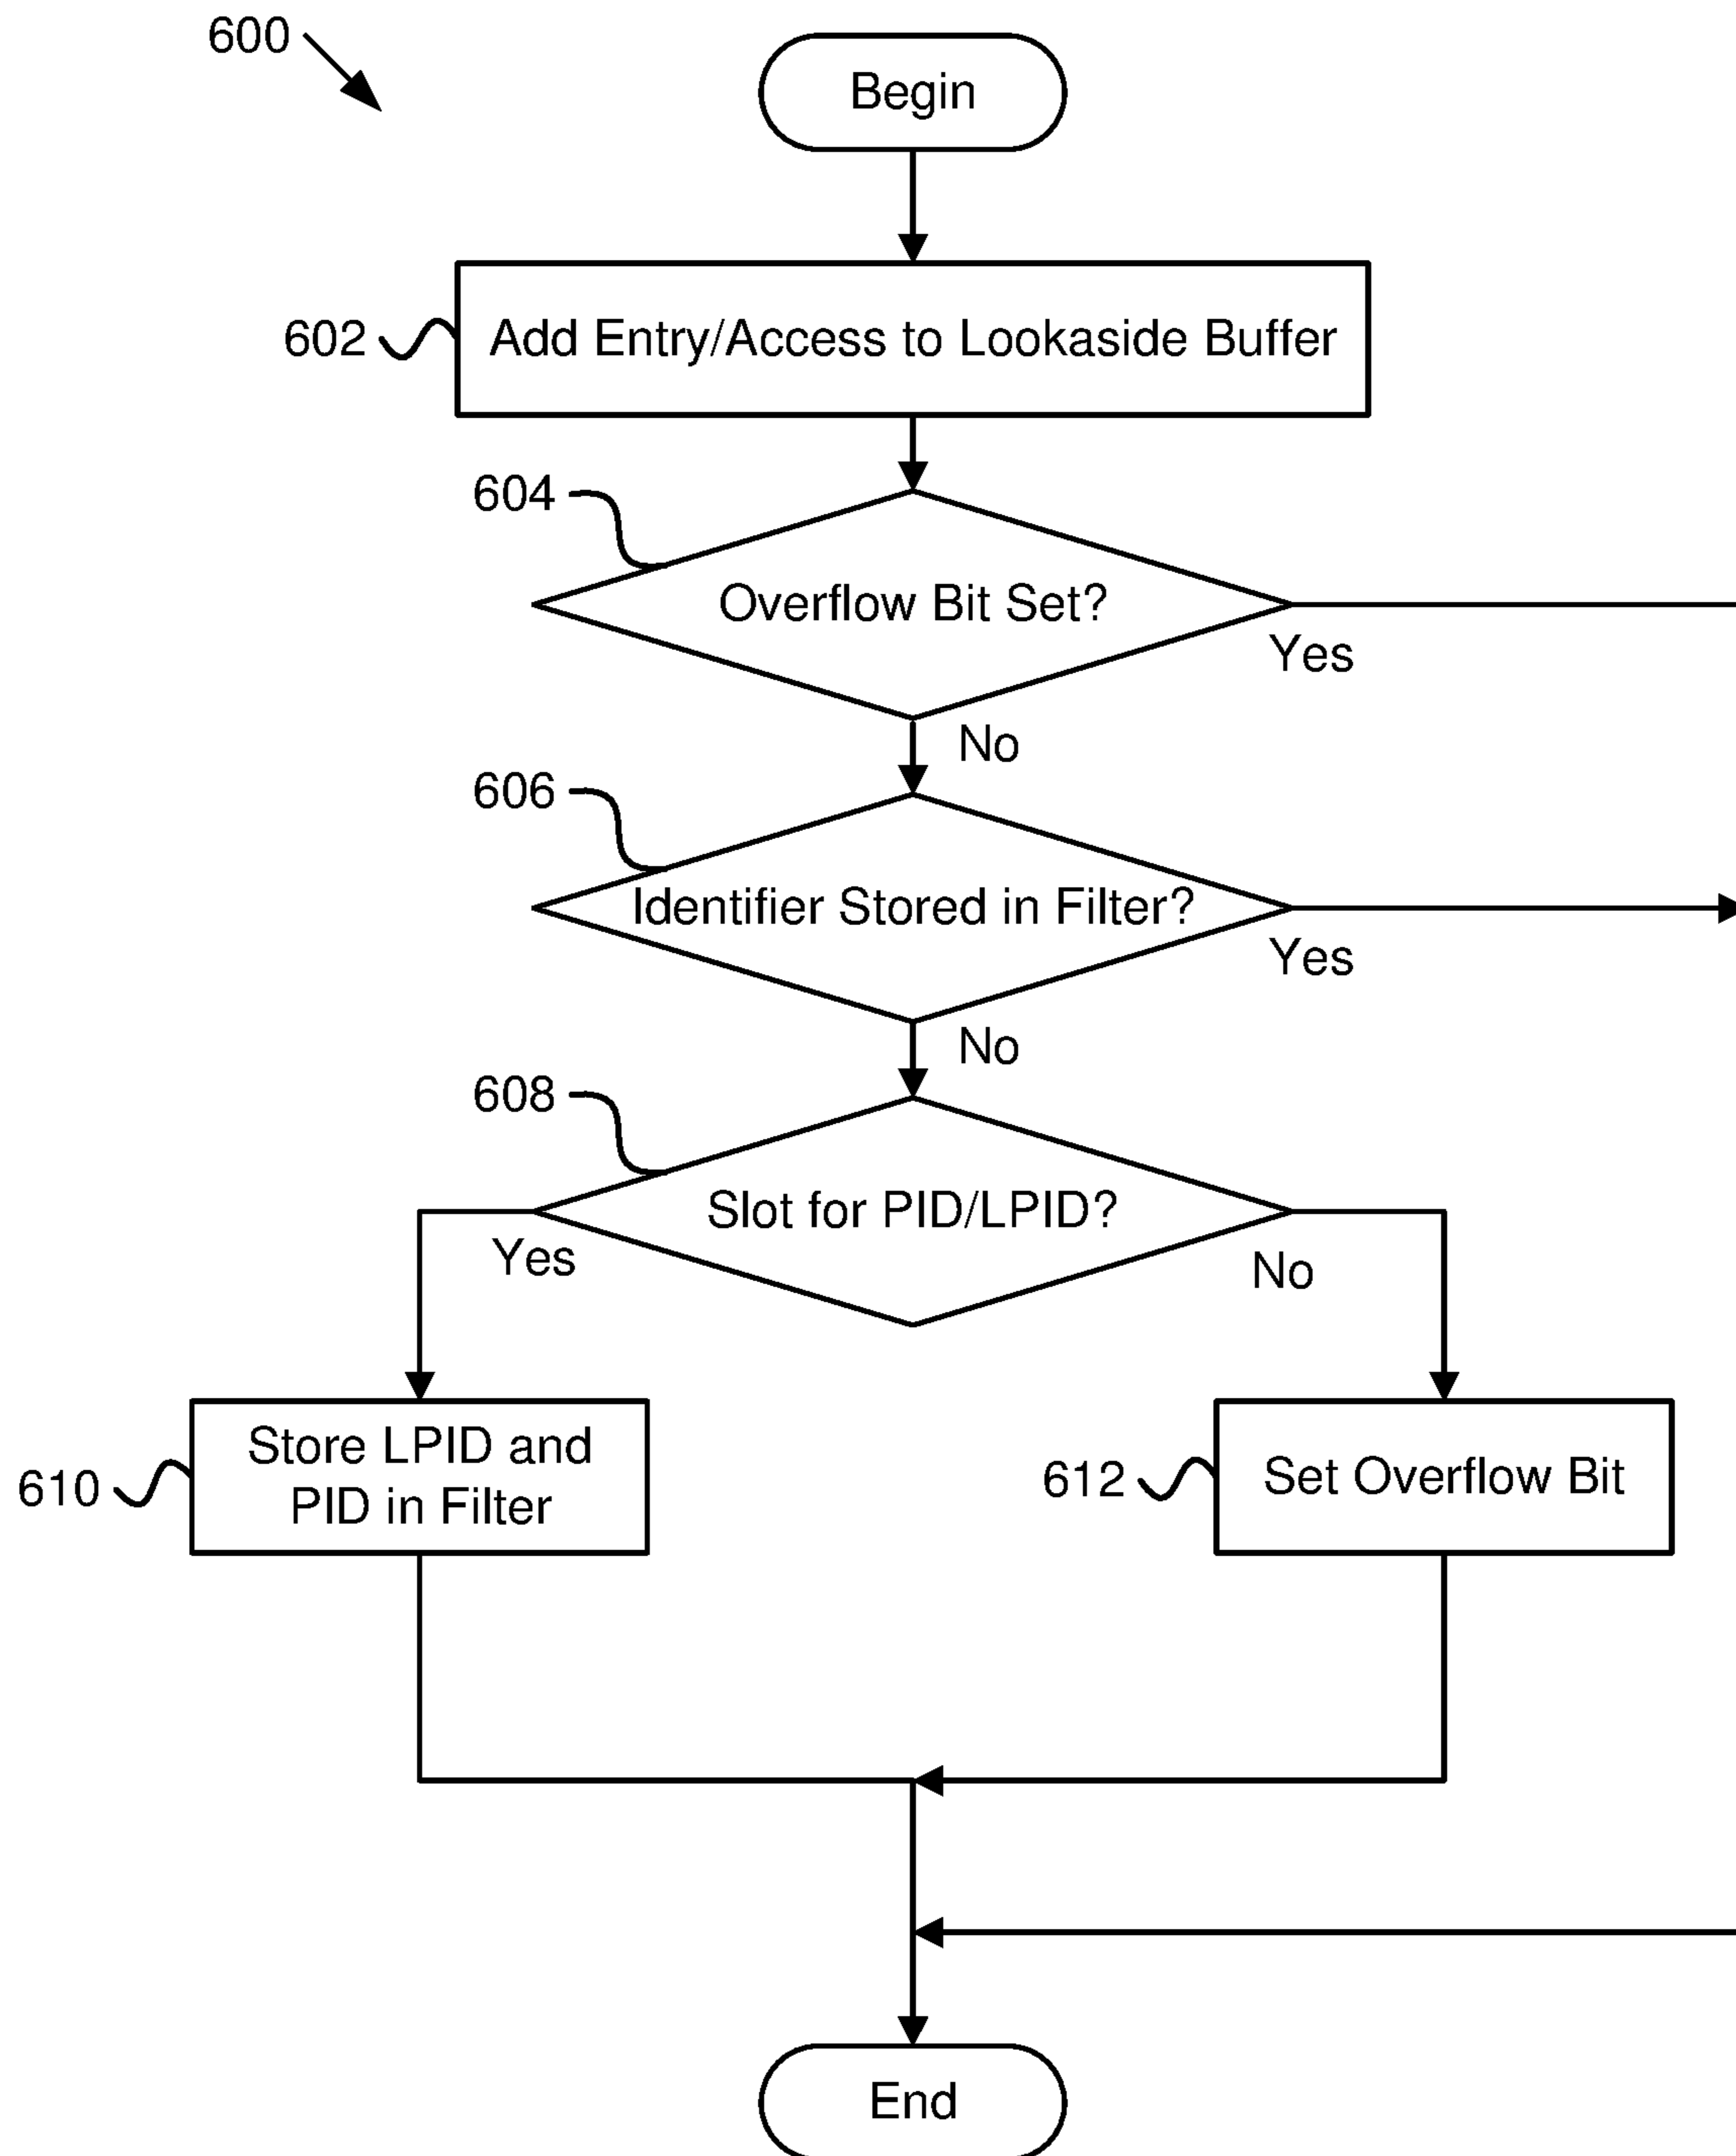 600
Begin
602
Add Entry/Access to Lookaside Buffer
604
Overflow Bit Set?
Yes
No
606
Identifier Stored in Filter?
Yes
No
608
Slot for PID/LPID?
Yes
No
610
Store LPID and
PID in Filter
612
Set Overflow Bit
End